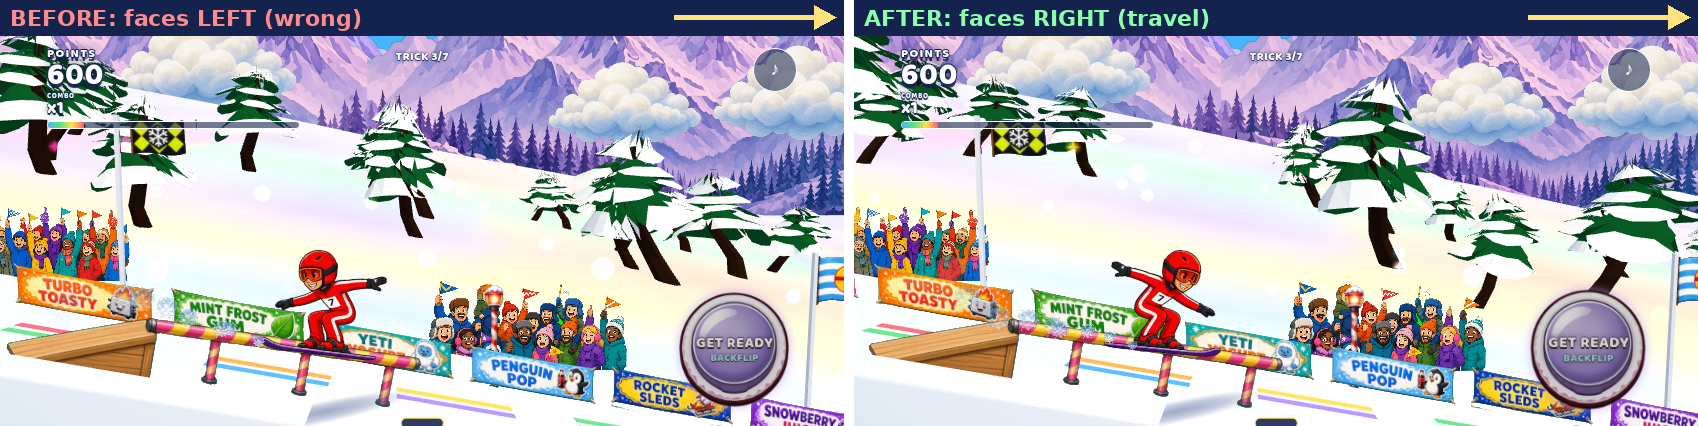 BEFORE: faces LEFT (wrong)
POINTS
600
COMBO
x1
TRICK 3/7
♪
TURBO
TOASTY
MINT FROST
GUM
7
YETI
PENGUIN
POP
ROCKET
SLEDS
SNOWBERRY
GET READY
BACKFLIP
AFTER: faces RIGHT (travel)
POINTS
600
COMBO
x1
TRICK 3/7
♪
TURBO
TOASTY
MINT FROST
GUM
7
YETI
PENGUIN
POP
ROCKET
SLEDS
SNOWBERRY
GET READY
BACKFLIP